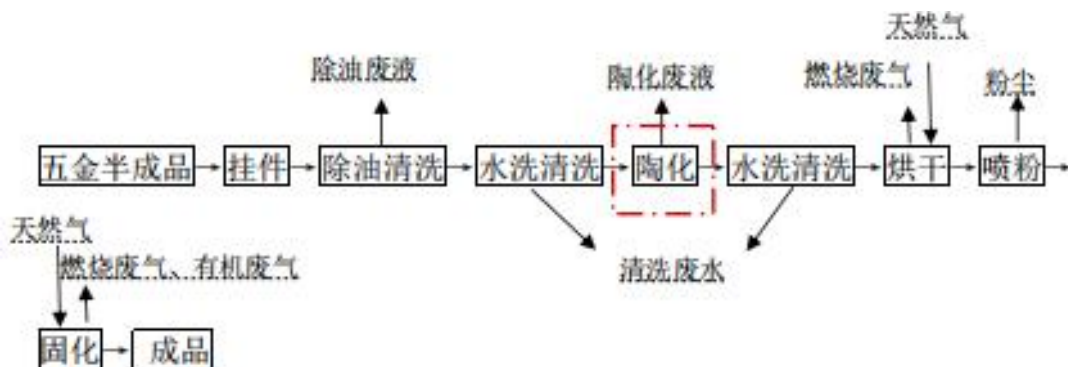 天然气
除油废液
陶化废液
燃烧废气
粉尘
五金半成品
挂件
除油清洗
水洗清洗
陶化
水洗清洗
烘干
喷粉
天然气
燃烧废气、有机废气
清洗废水
固化
成品